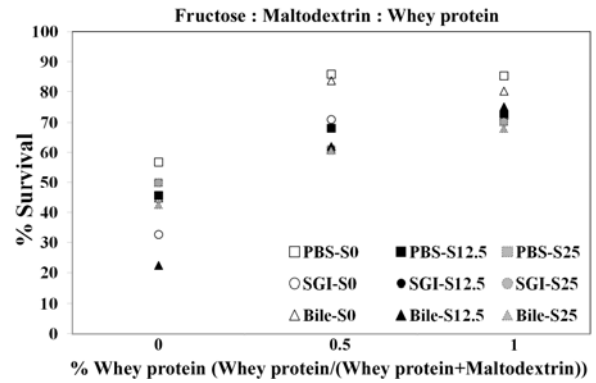 Fructose : Maltodextrin : Whey protein
100
90
80
70
60
50
40
30
20
10
0
% Survival
PBS-S0 PBS-S12.5 PBS-S25
SGI-S0 SGI-S12.5 SGI-S25
Bile-S0 Bile-S12.5 Bile-S25
0 0.5 1
% Whey protein (Whey protein/(Whey protein+Maltodextrin))